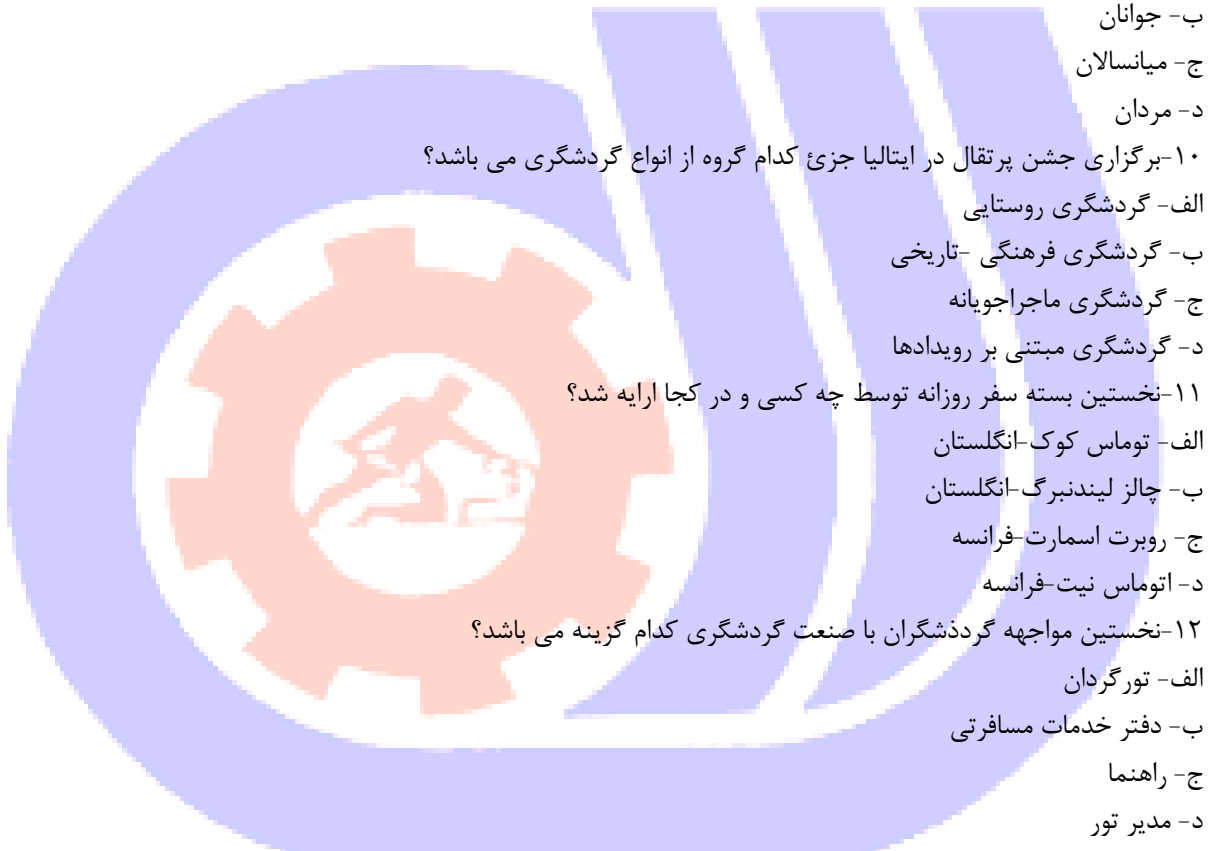 ب- جوانان
ج- میانسالان
د- مردان
۱۰-برگزاری جشن پرتقال در ایتالیا جزئ کدام گروه از انواع گردشگری می باشد؟
الف- گردشگری روستایی
ب- گردشگری فرهنگی -تاریخی
ج- گردشگری ماجراجویانه
د- گردشگری مبتنی بر رویدادها
۱۱-نخستین بسته سفر روزانه توسط چه کسی و در کجا ارایه شد؟
الف- توماس کوک-انگلستان
ب- چالز لیندنبرگ-انگلستان
ج- روبرت اسمارت-فرانسه
د- اتوماس نیت-فرانسه
۱۲-نخستین مواجهه گردذشگران با صنعت گردشگری کدام گزینه می باشد؟
الف- تورگردان
ب- دفتر خدمات مسافرتی
ج- راهنما
د- مدیر تور